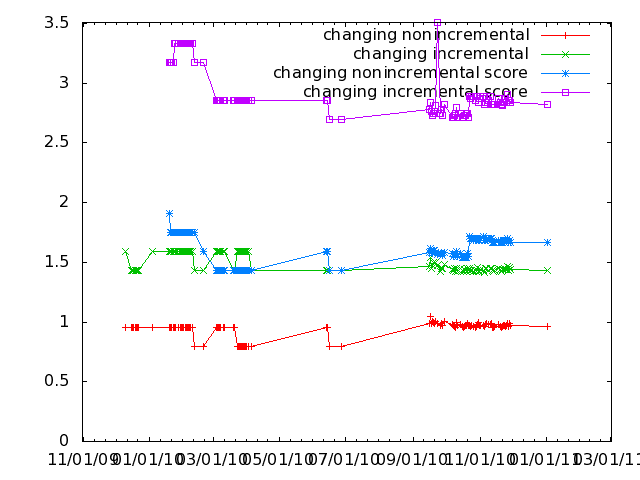 3.5
changing nonincremental
changing incremental
3
changing nonincremental score
changing incremental score
2.5
2
1.5
1
0.5
0
11/01/09 01/01/10 03/01/10 05/01/10 07/01/10 09/01/10 11/01/10 01/01/11 03/01/11